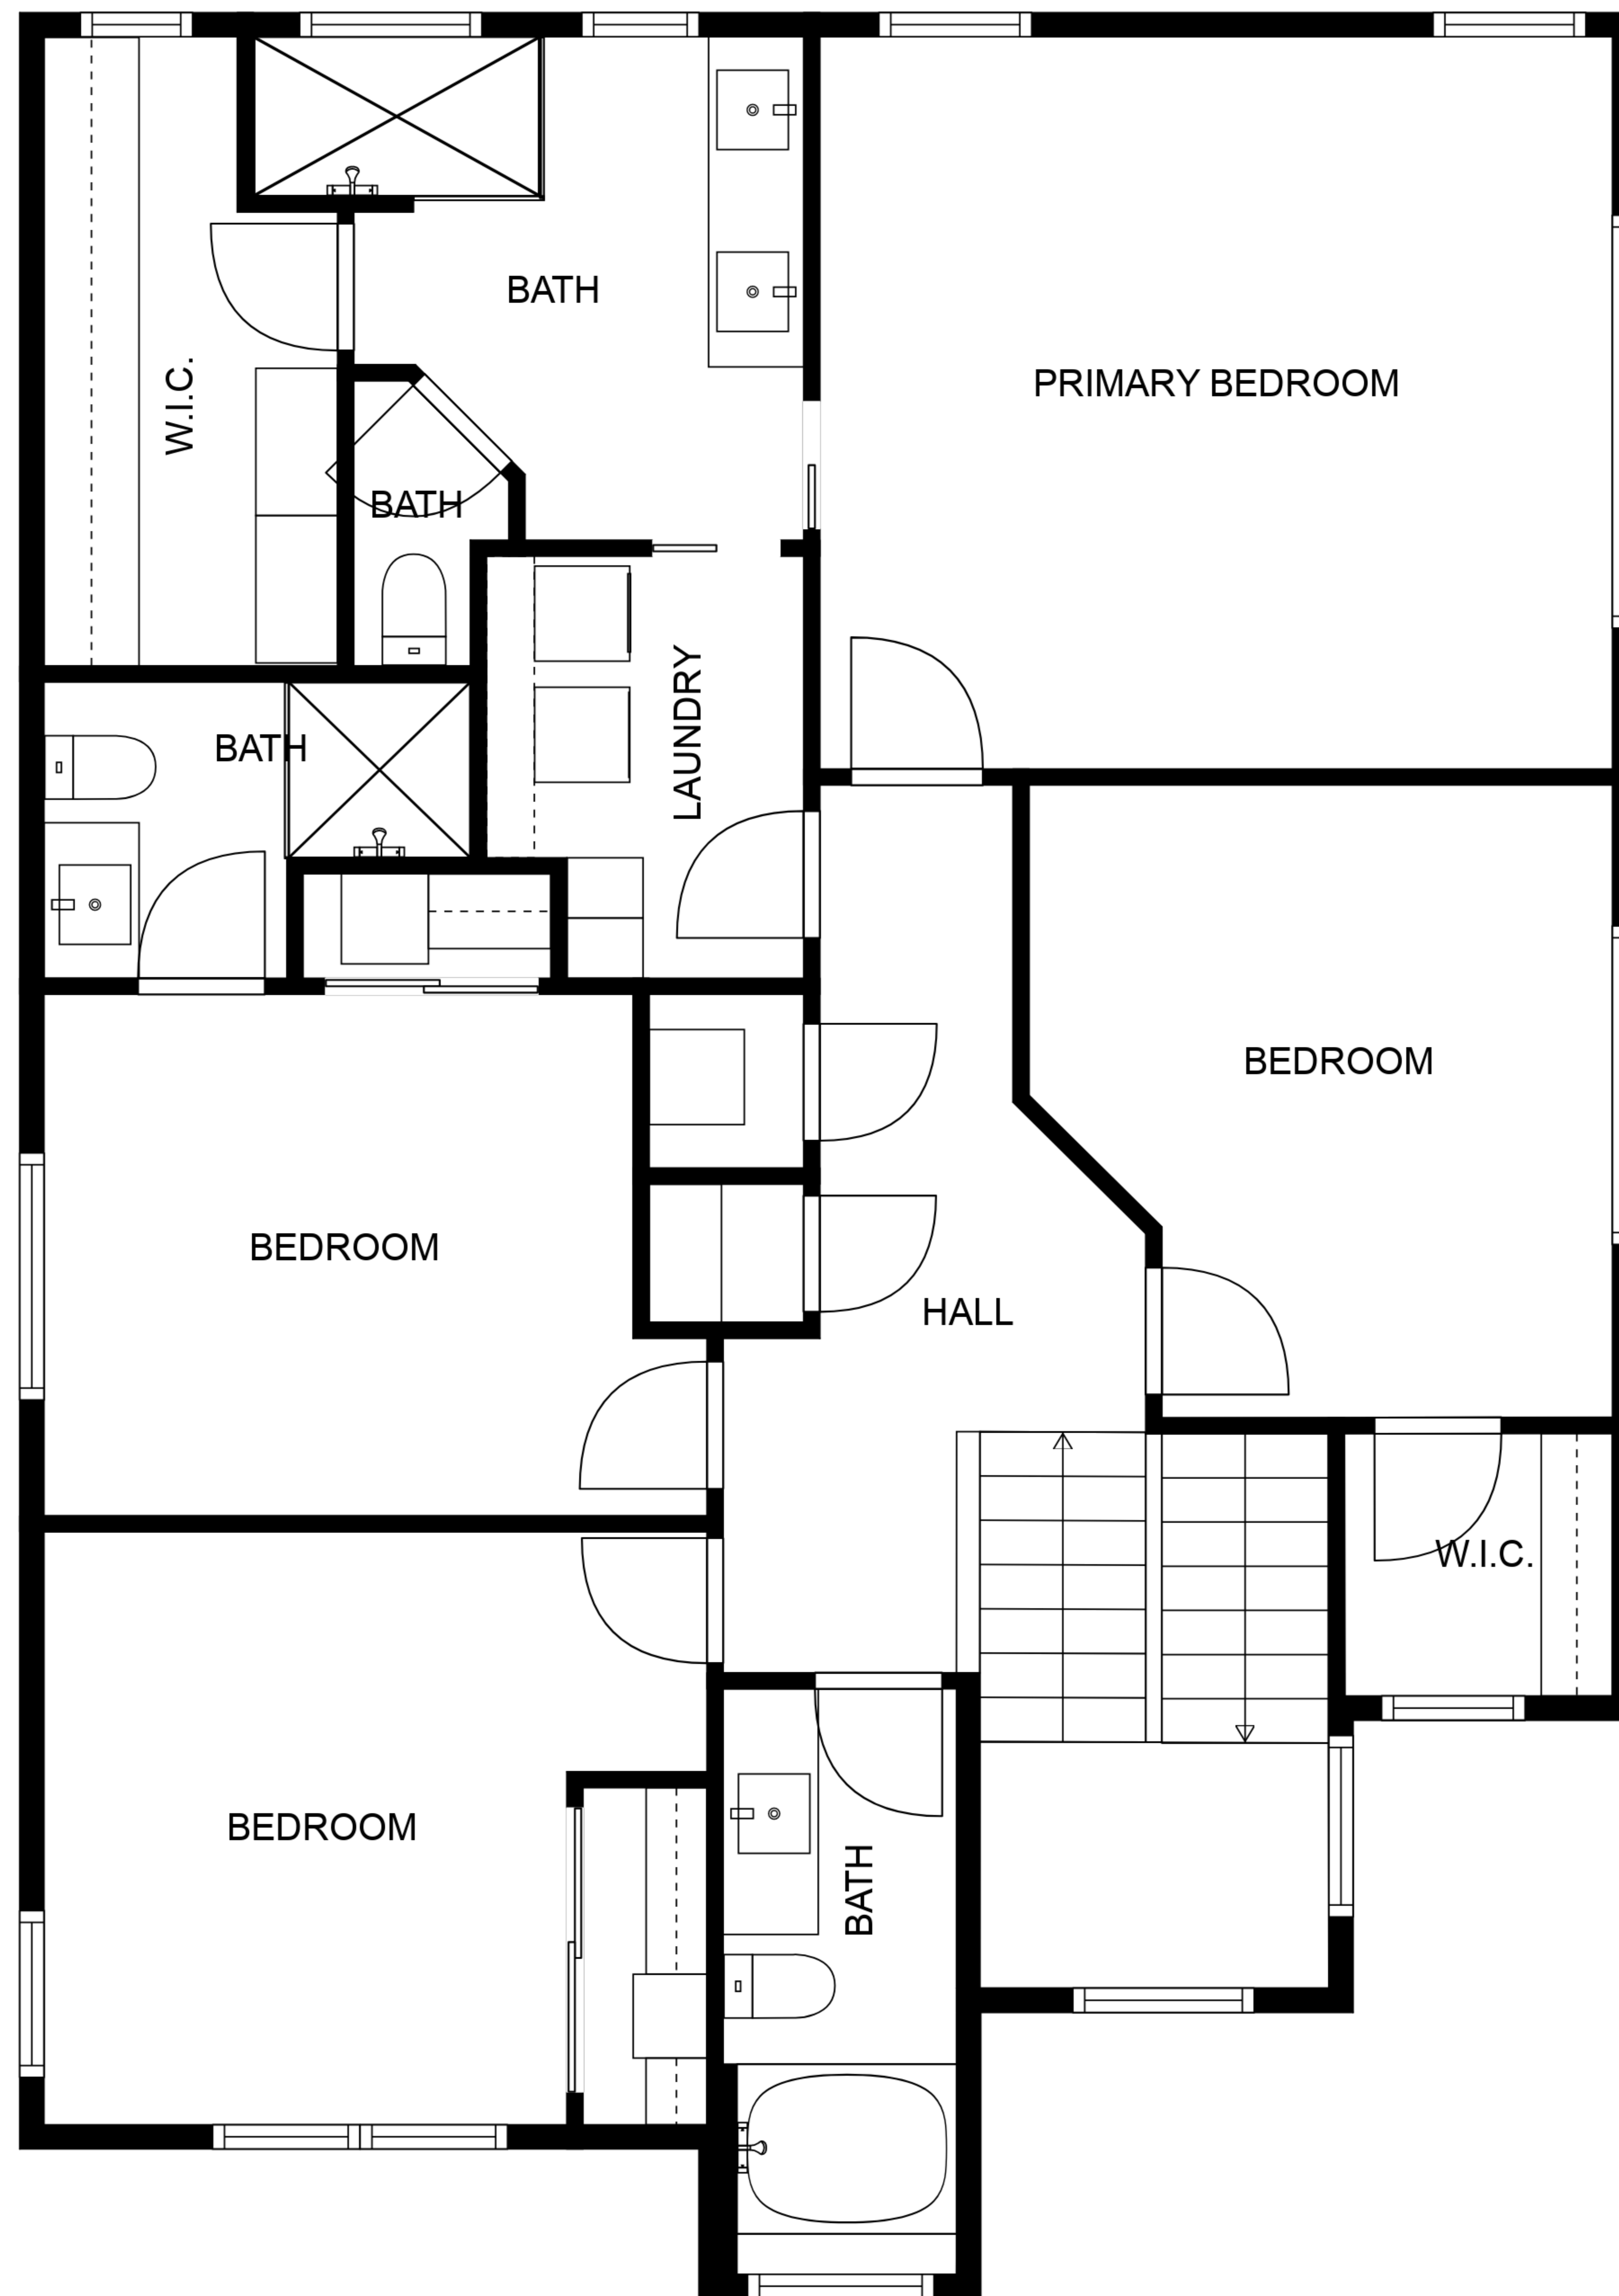 BATH
PRIMARY BEDROOM
W.I.C.
BATH
LAUNDRY
BATH
BEDROOM
BEDROOM
HALL
W.I.C.
BEDROOM
BATH